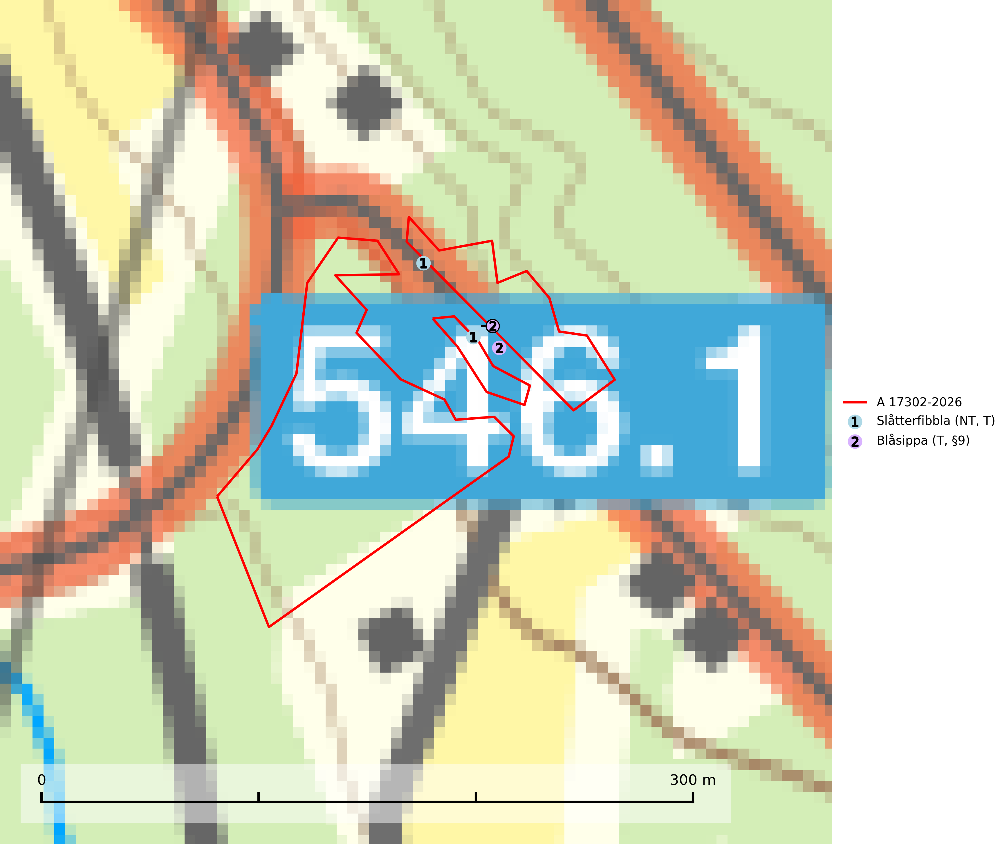 546.1
1
2
1
2
A 17302-2026
1 Slåtterfibbla (NT, T)
2 Blåsippa (T, §9)
0 300 m